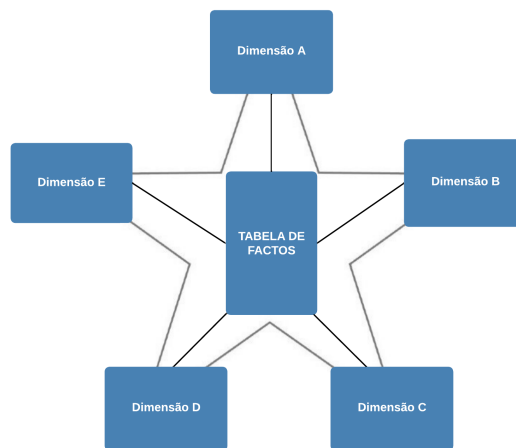 Dimensão A
Dimensão E
Dimensão B
TABELA DE
FACTOS
Dimensão D
Dimensão C